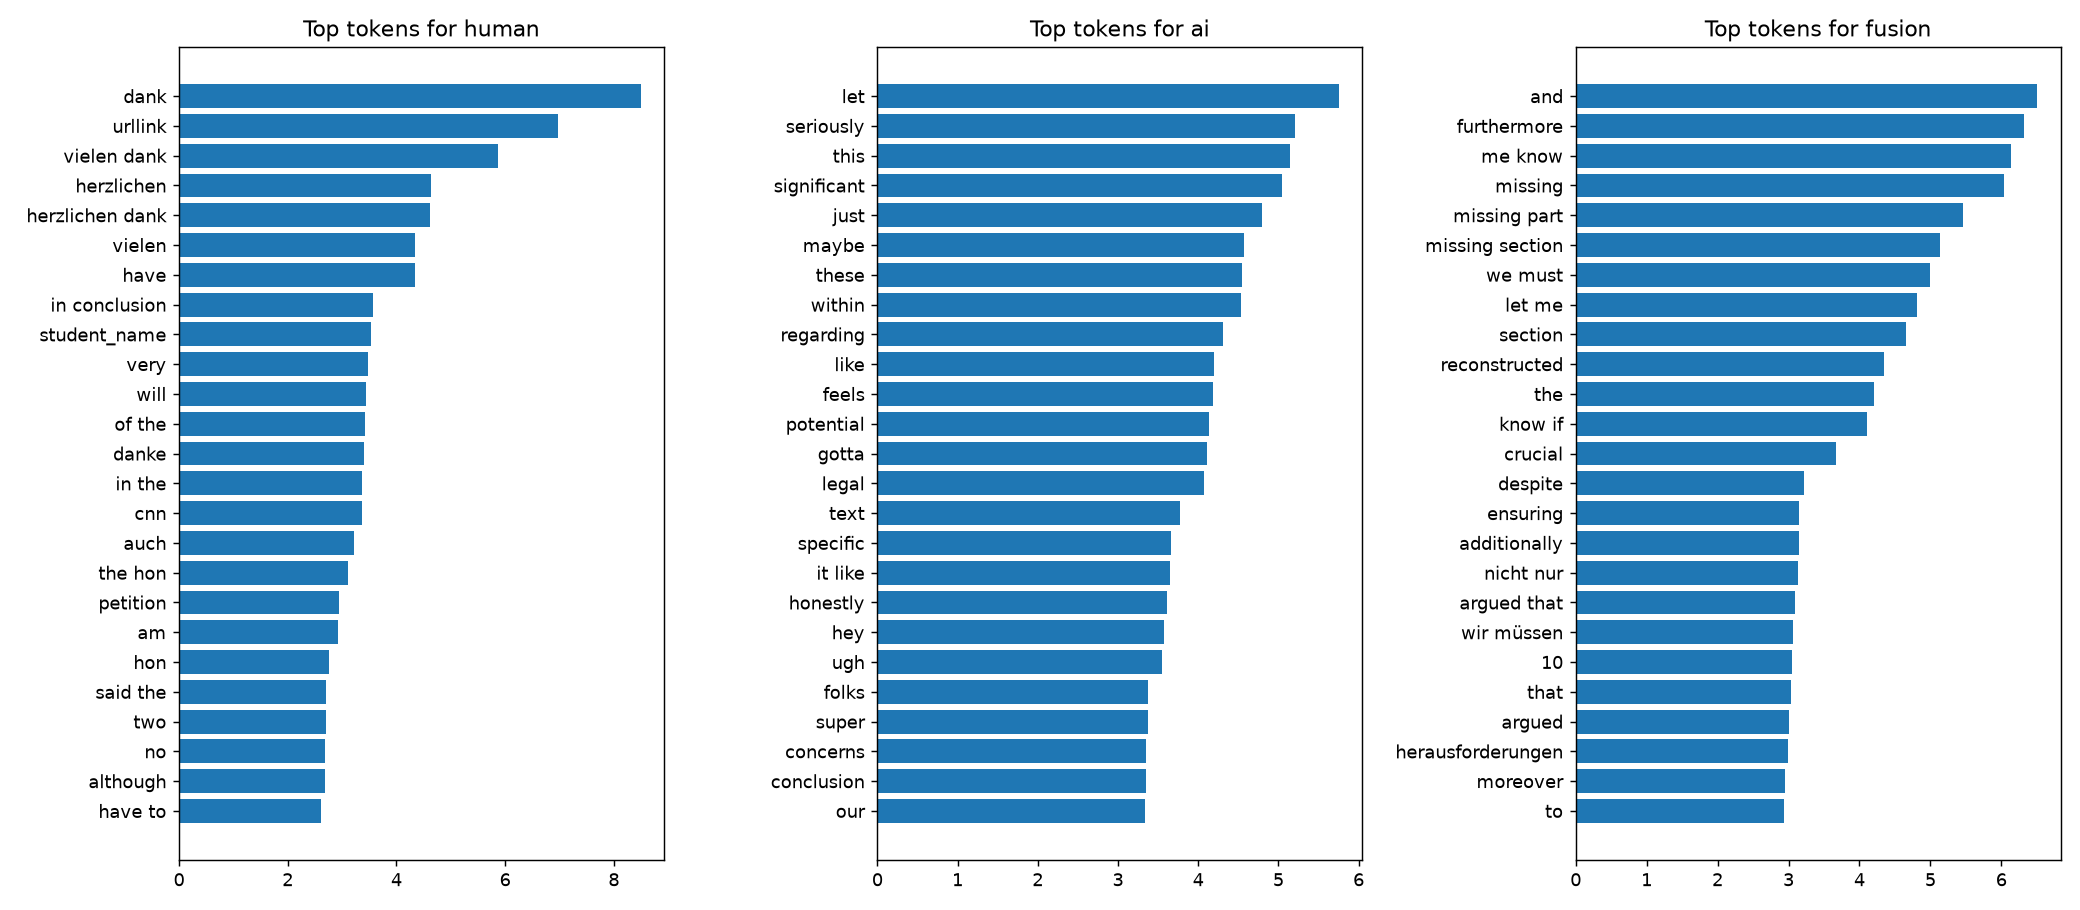 Top tokens for human
dank
urllink
vielen dank
herzlichen
herzlichen dank
vielen
have
in conclusion
student_name
very
will
of the
danke
in the
cnn
auch
the hon
petition
am
hon
said the
two
no
although
have to
0 2 4 6 8
Top tokens for ai
let
seriously
this
significant
just
maybe
these
within
regarding
like
feels
potential
gotta
legal
text
specific
it like
honestly
hey
ugh
folks
super
concerns
conclusion
our
0 1 2 3 4 5 6
Top tokens for fusion
and
furthermore
me know
missing
missing part
missing section
we must
let me
section
reconstructed
the
know if
crucial
despite
ensuring
additionally
nicht nur
argued that
wir müssen
10
that
argued
herausforderungen
moreover
to
0 1 2 3 4 5 6